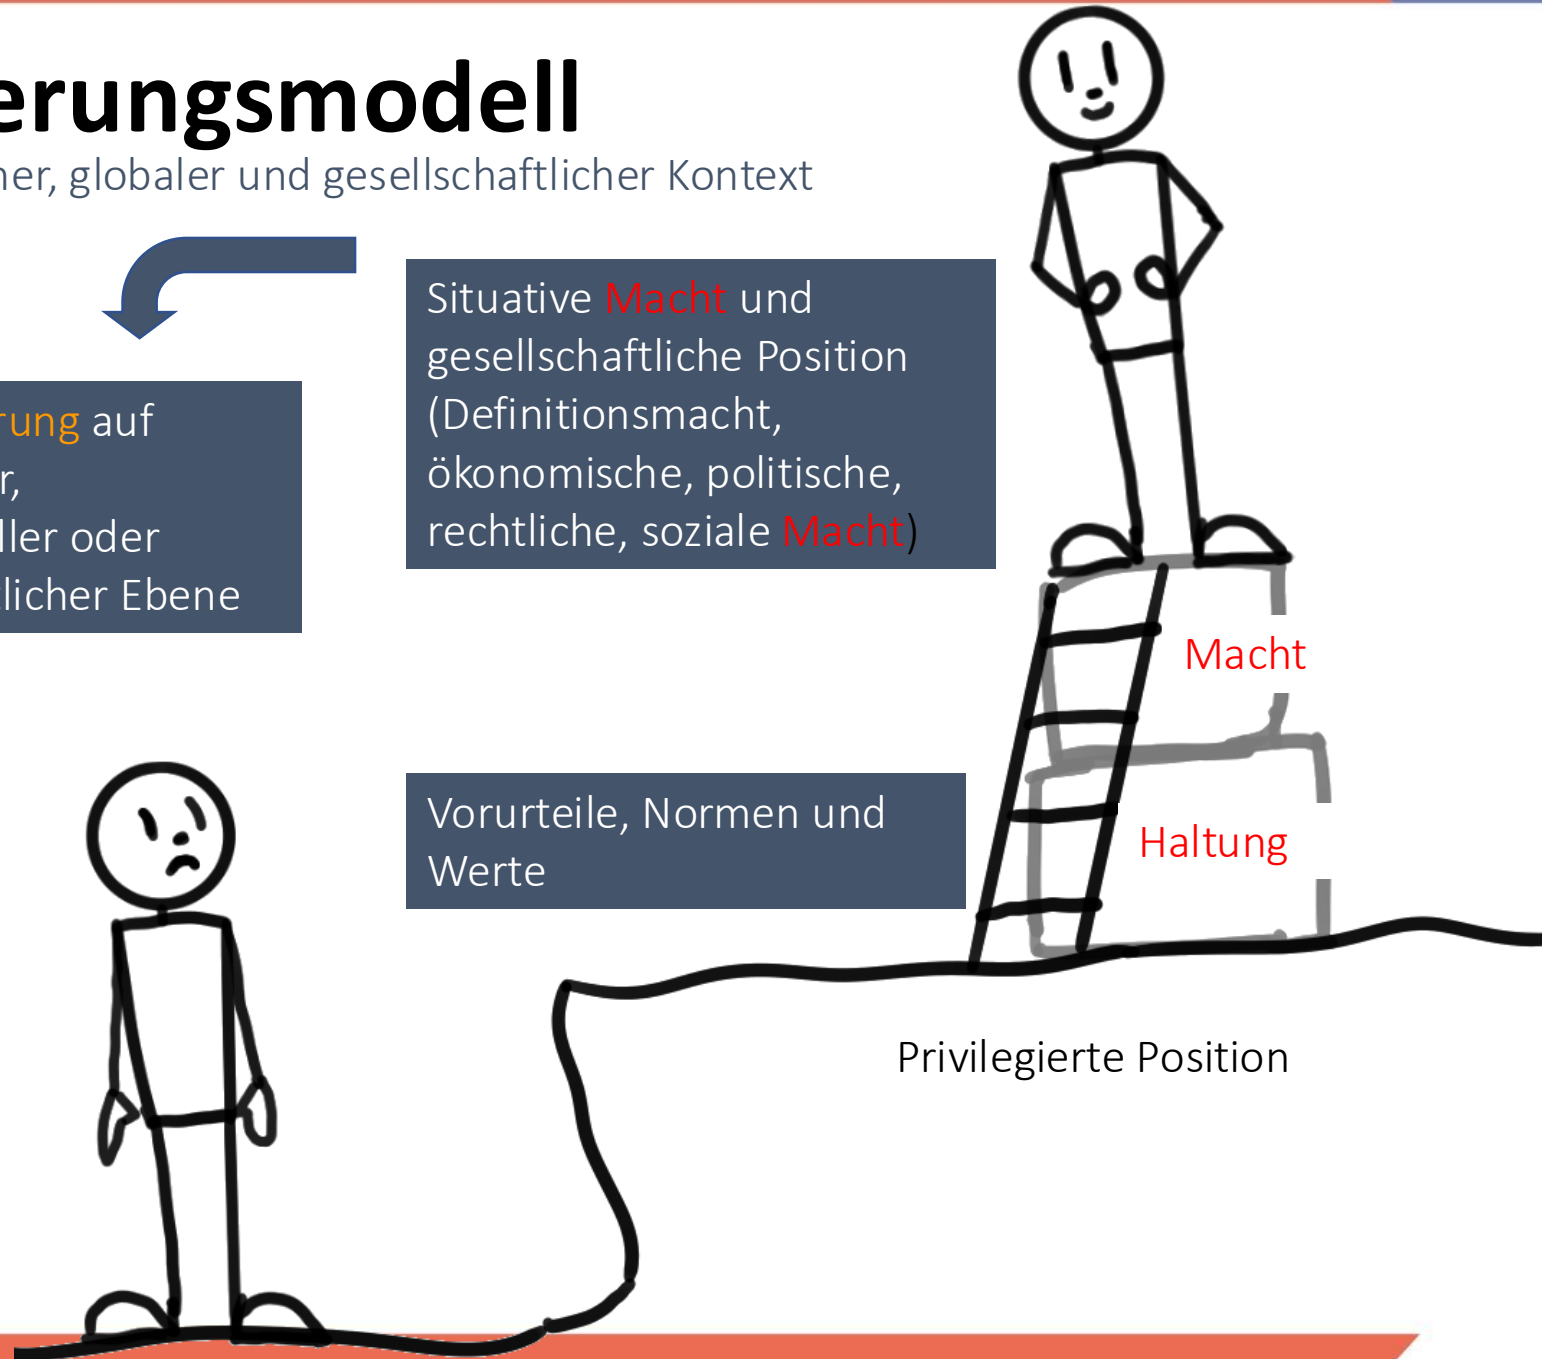 erungsmodell
ner, globaler und gesellschaftlicher Kontext
Situative Macht und
gesellschaftliche Position
(Definitionsmacht,
ökonomische, politische,
rechtliche, soziale Macht)
rung auf
r,
ller oder
licher Ebene
Macht
Vorurteile, Normen und
Werte
Haltung
Privilegierte Position